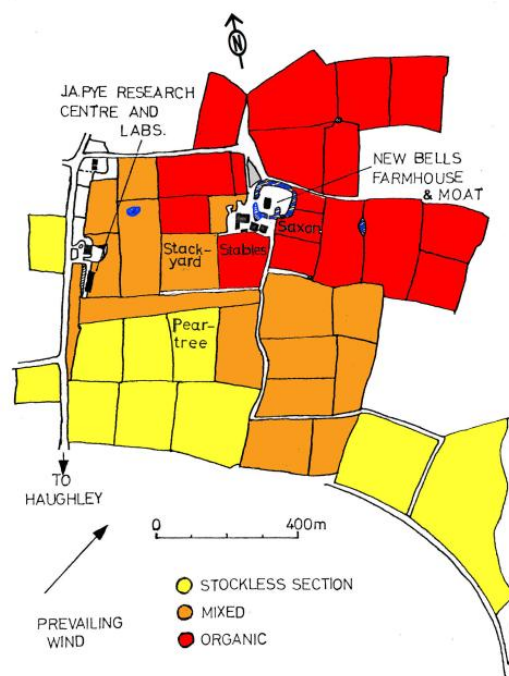 N
J.A.PYE RESEARCH
CENTRE AND
LABS.
NEW BELLS
FARMHOUSE
& MOAT
Saxon
Stack-
yard
Stables
Pear-
tree
TO
HAUGHLEY
0 400m
PREVAILING
WIND
STOCKLESS SECTION
MIXED
ORGANIC